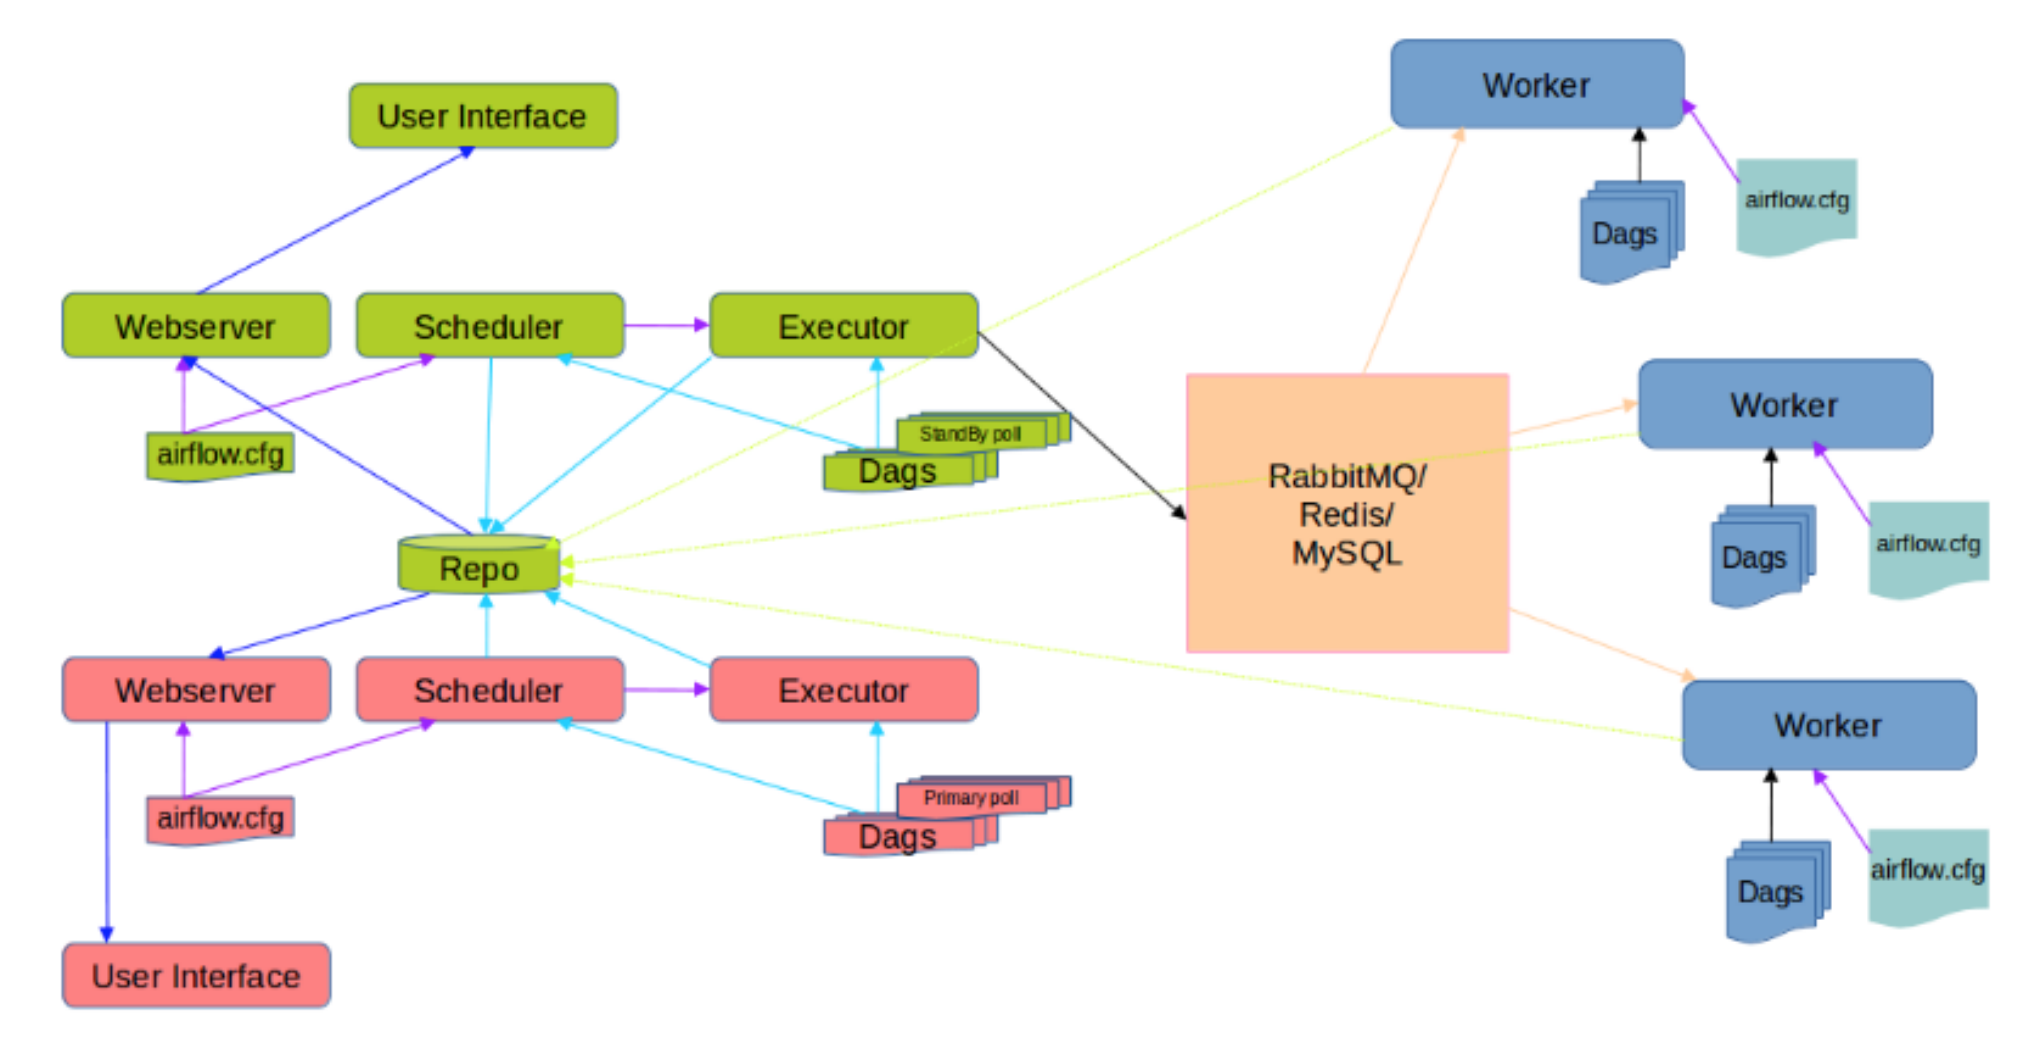 User Interface
Worker
airflow.cfg
Dags
Webserver
Scheduler
Executor
airflow.cfg
StandBy poll
Dags
Repo
RabbitMQ/
Redis/
MySQL
Worker
Dags
airflow.cfg
Webserver
Scheduler
Executor
airflow.cfg
Primary poll
Dags
Worker
Dags
airflow.cfg
User Interface